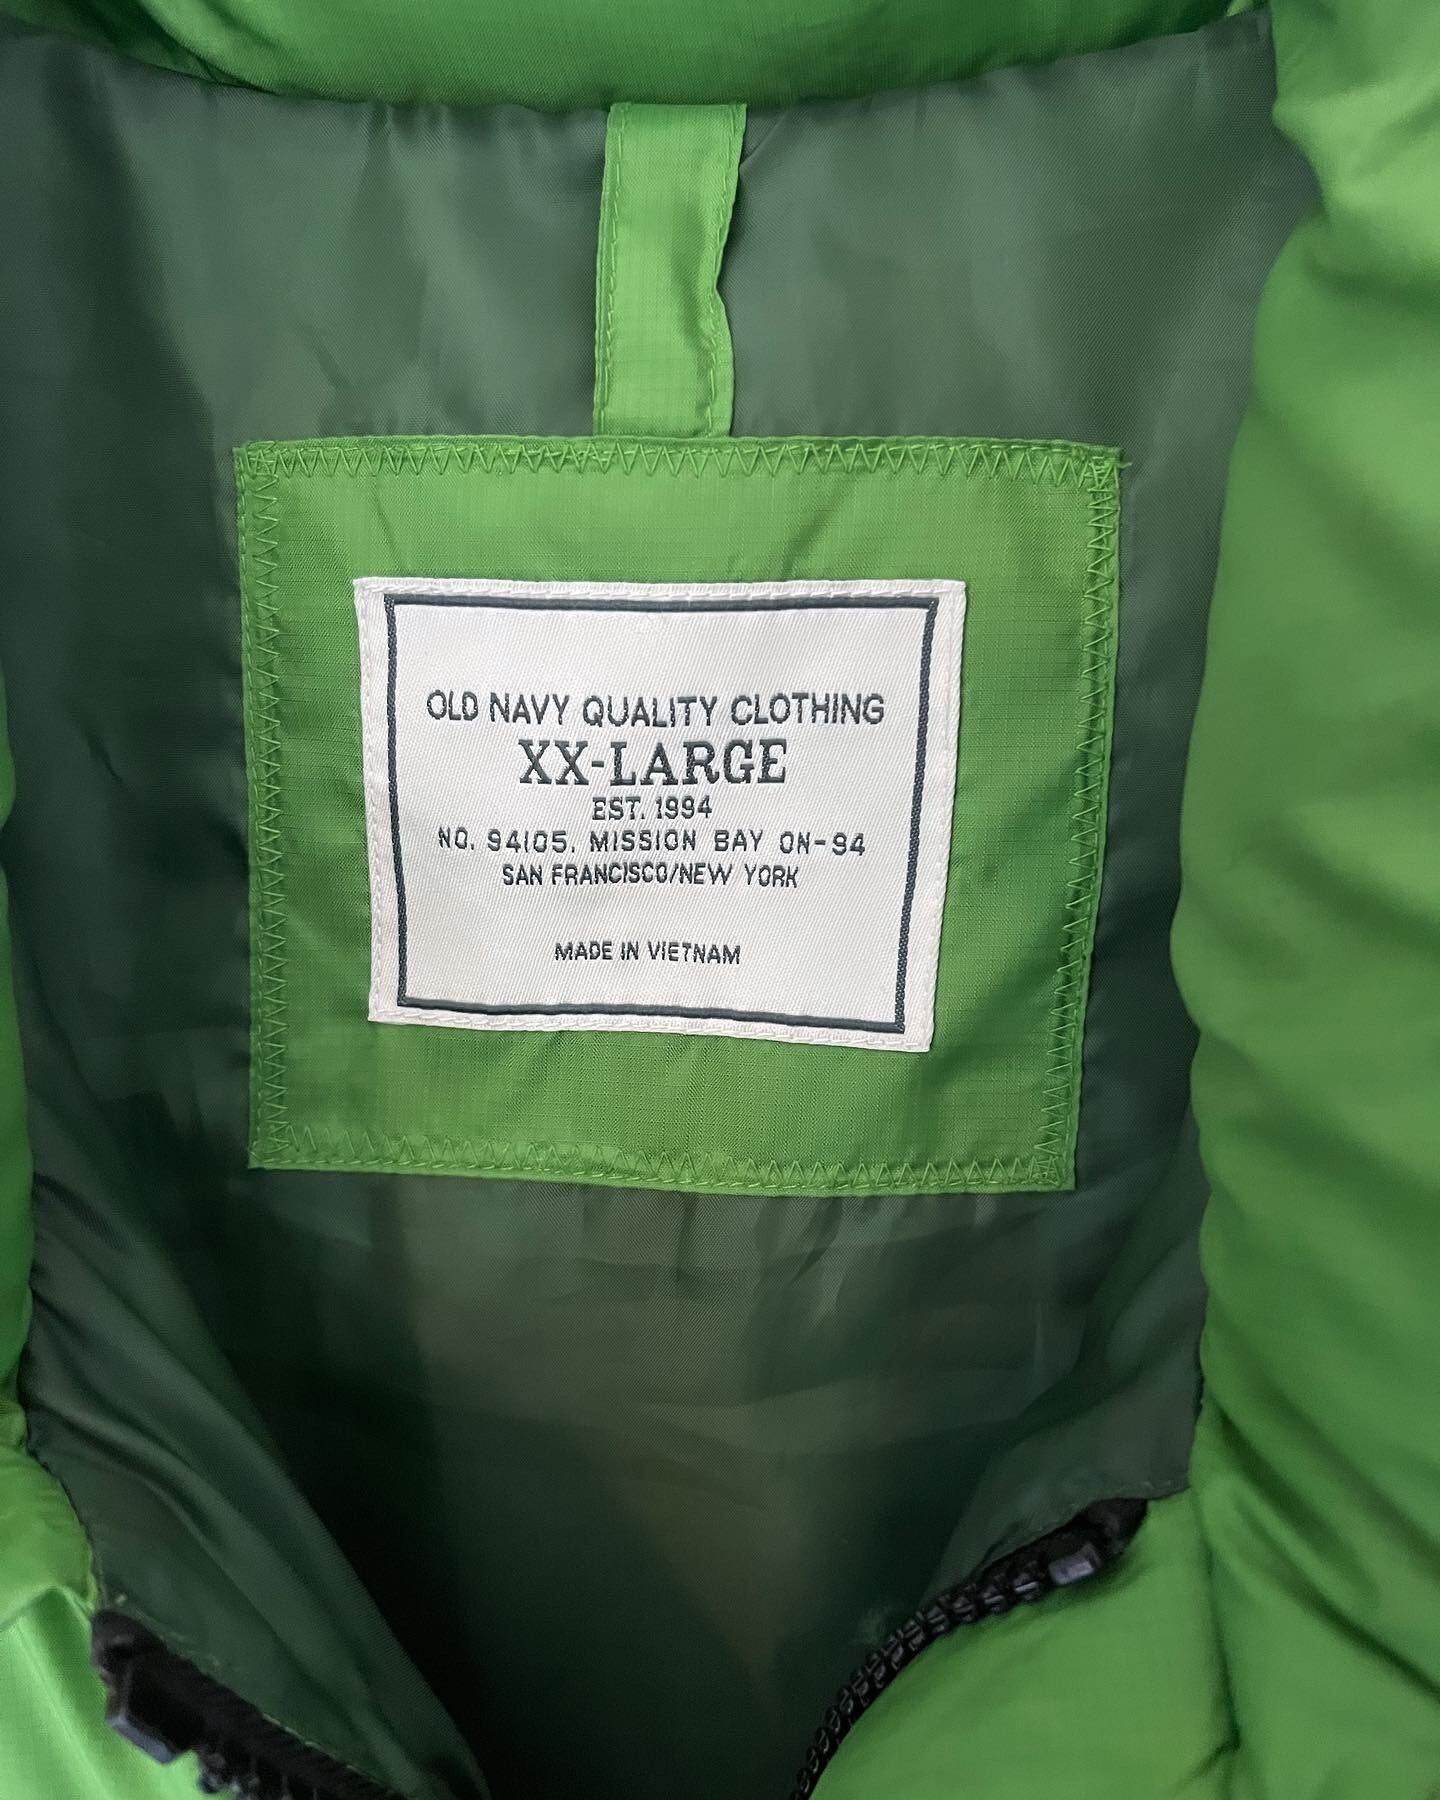 OLD NAVY QUALITY CLOTHING
XX-LARGE
EST. 1994
NO. 94105, MISSION BAY ON-94
SAN FRANCISCO/NEW YORK
MADE IN VIETNAM